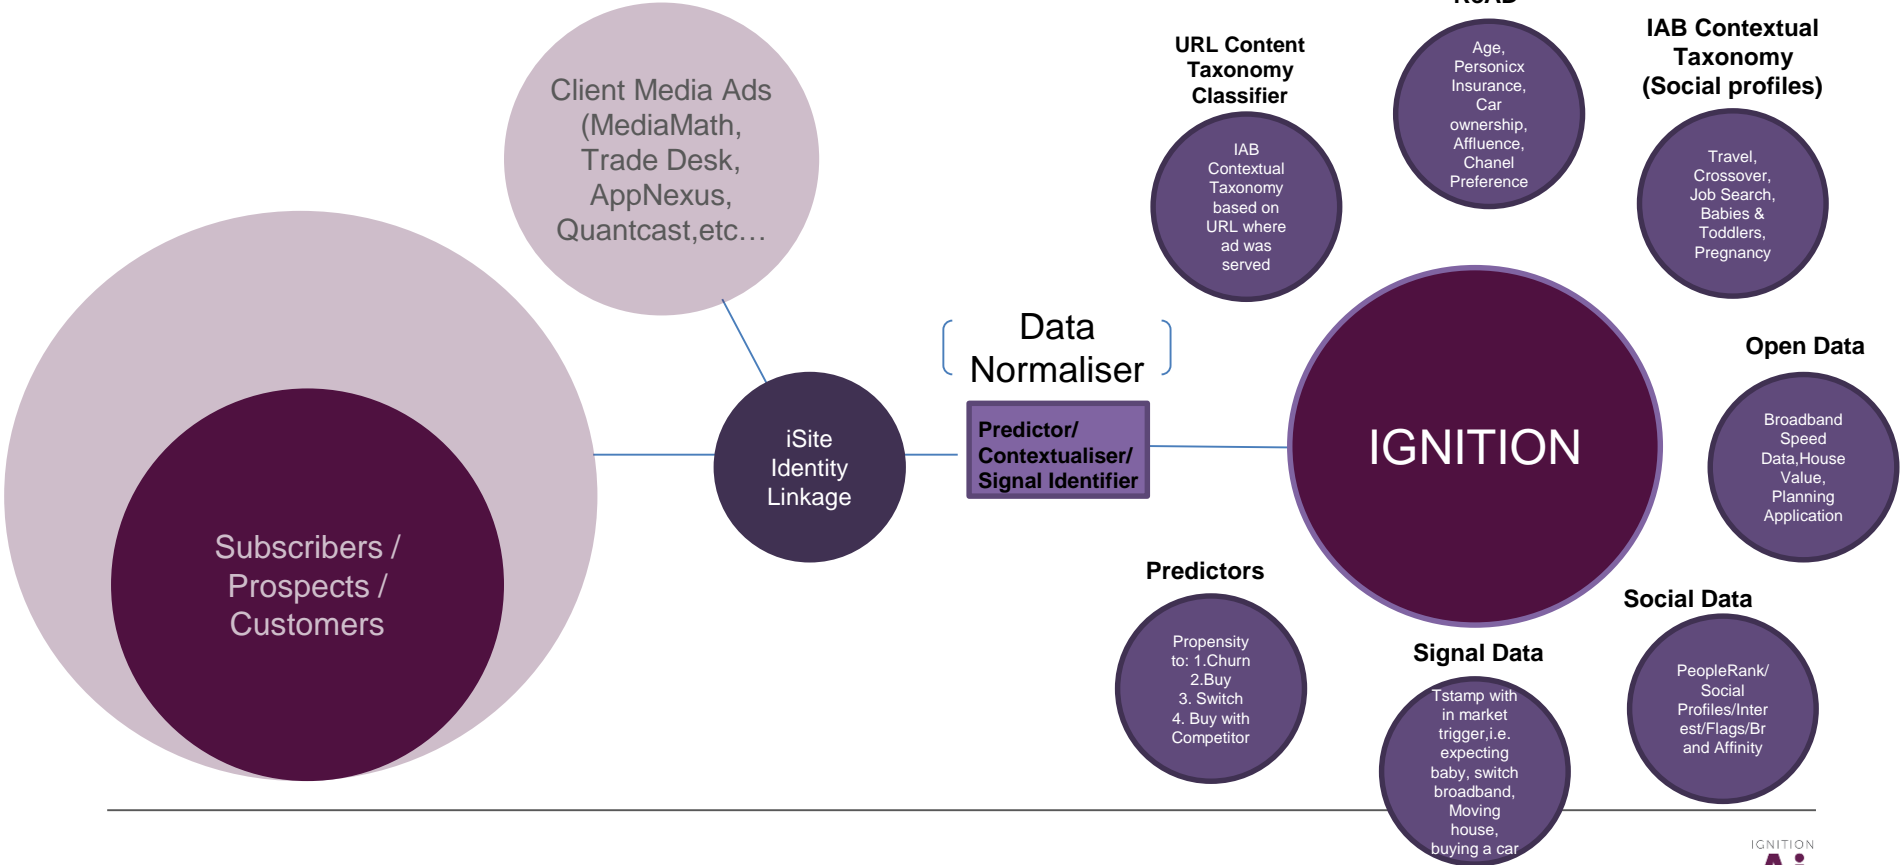 Client Media Ads
(MediaMath,
Trade Desk,
AppNexus,
Quantcast,etc…
Subscribers /
Prospects /
Customers
iSite
Identity
Linkage
Data
Normaliser
Predictor/
Contextualiser/
Signal Identifier
IGNITION
URL Content
Taxonomy
Classifier
IAB
Contextual
Taxonomy
based on
URL where
ad was
served
Age,
Personicx
Insurance,
Car
ownership,
Affluence,
Chanel
Preference
IAB Contextual
Taxonomy
(Social profiles)
Travel,
Crossover,
Job Search,
Babies &
Toddlers,
Pregnancy
Open Data
Broadband
Speed
Data,House
Value,
Planning
Application
Social Data
PeopleRank/
Social
Profiles/Inter
est/Flags/Br
and Affinity
Signal Data
Tstamp with
in market
trigger,i.e.
expecting
baby, switch
broadband,
Moving
house,
buying a car
Predictors
Propensity
to: 1.Churn
2.Buy
3. Switch
4. Buy with
Competitor
IGNITION
Ai